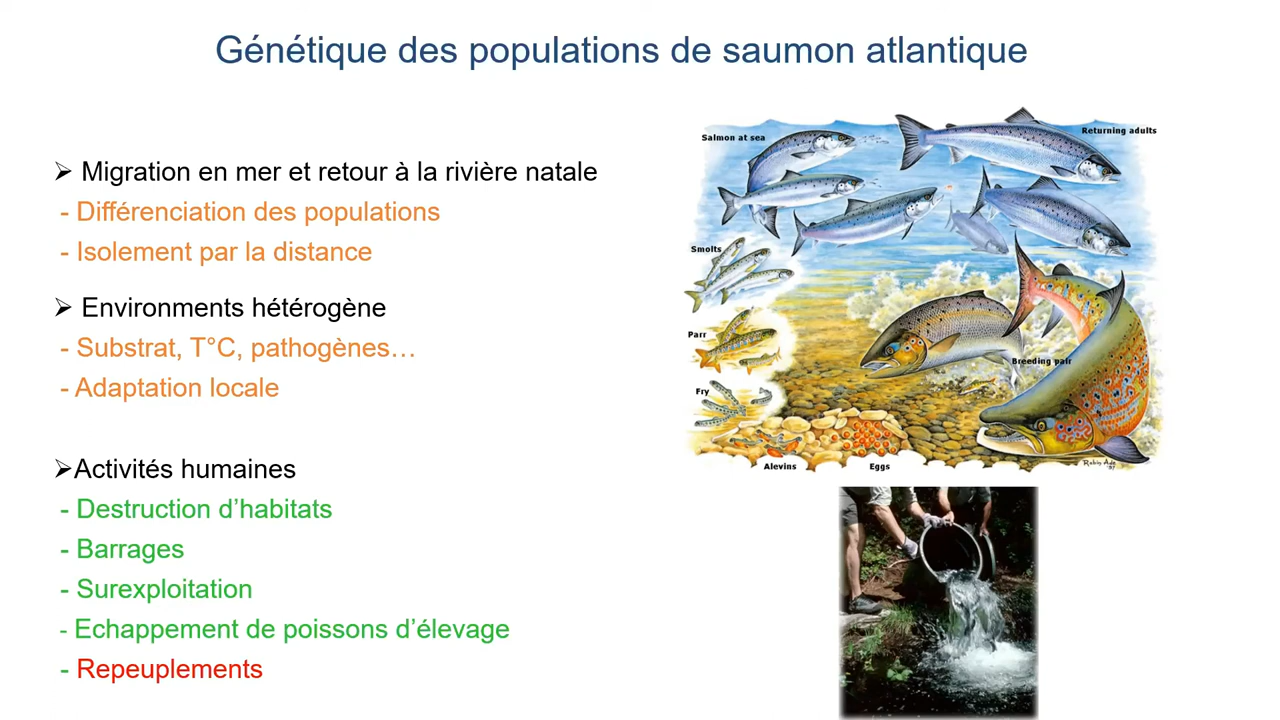 Génétique des populations de saumon atlantique
➢ Migration en mer et retour à la rivière natale
- Différenciation des populations
- Isolement par la distance
➢ Environments hétérogène
- Substrat, T°C, pathogènes…
- Adaptation locale
➢Activités humaines
- Destruction d’habitats
- Barrages
- Surexploitation
- Echappement de poissons d’élevage
- Repeuplements
Salmon at sea
Returning adults
Smolts
Parr
Breeding pair
Fry
Alevins
Eggs
Robin Ade